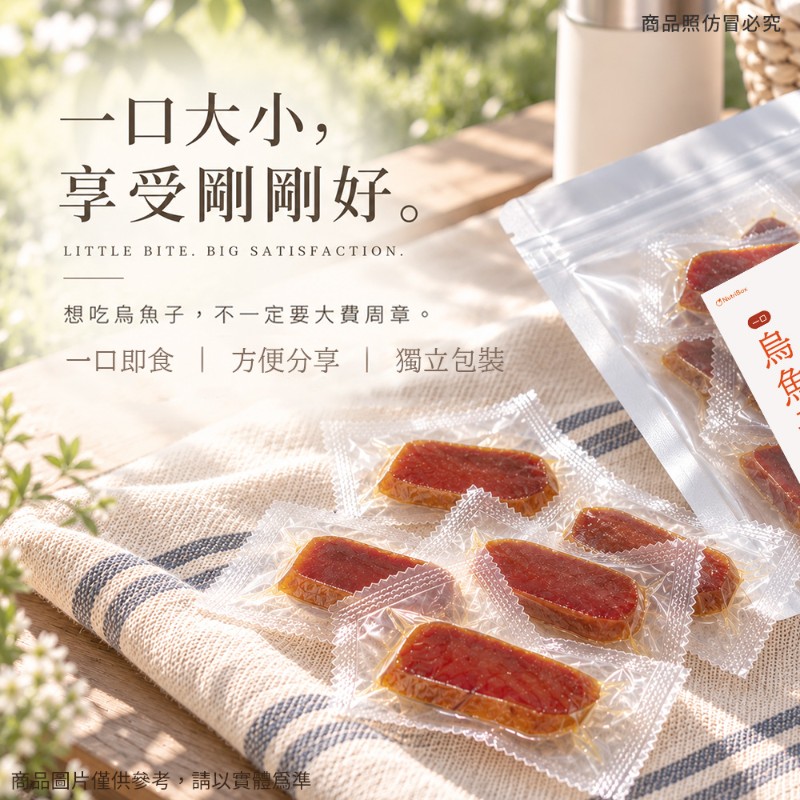 商品照仿冒必究
一口大小，
享受剛剛好。
LITTLE BITE. BIG SATISFACTION.
想吃烏魚子，不一定要大費周章。
一口即食 | 方便分享 | 獨立包裝
NutriBox
一口
烏魚
商品圖片僅供參考，請以實體為準